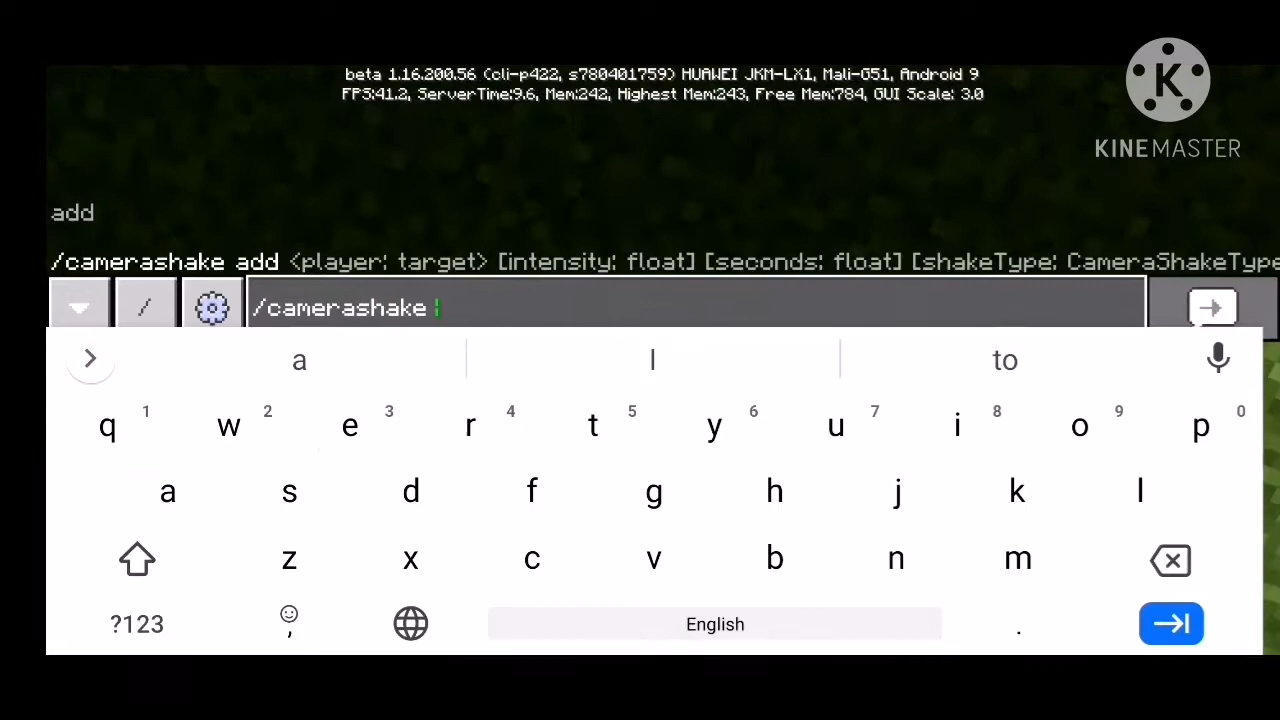 beta 1.16.200.56 (cli-p422, s780401759) HUAWEI JKM-LX1, Mali-G51, Android 9
FPS:41.2, ServerTime:9.6, Mem:242, Highest Mem:243, Free Mem:784, GUI Scale: 3.0
K
KINEMASTER
add
/camerashake add <player: target> [intensity: float] [seconds: float] [shakeType: CameraShakeType
/ /camerashake
a l to
q 1 w 2 e 3 r 4 t 5 y 6 u 7 i 8 o 9 p 0
a s d f g h j k l
z x c v b n m
?123 , English .